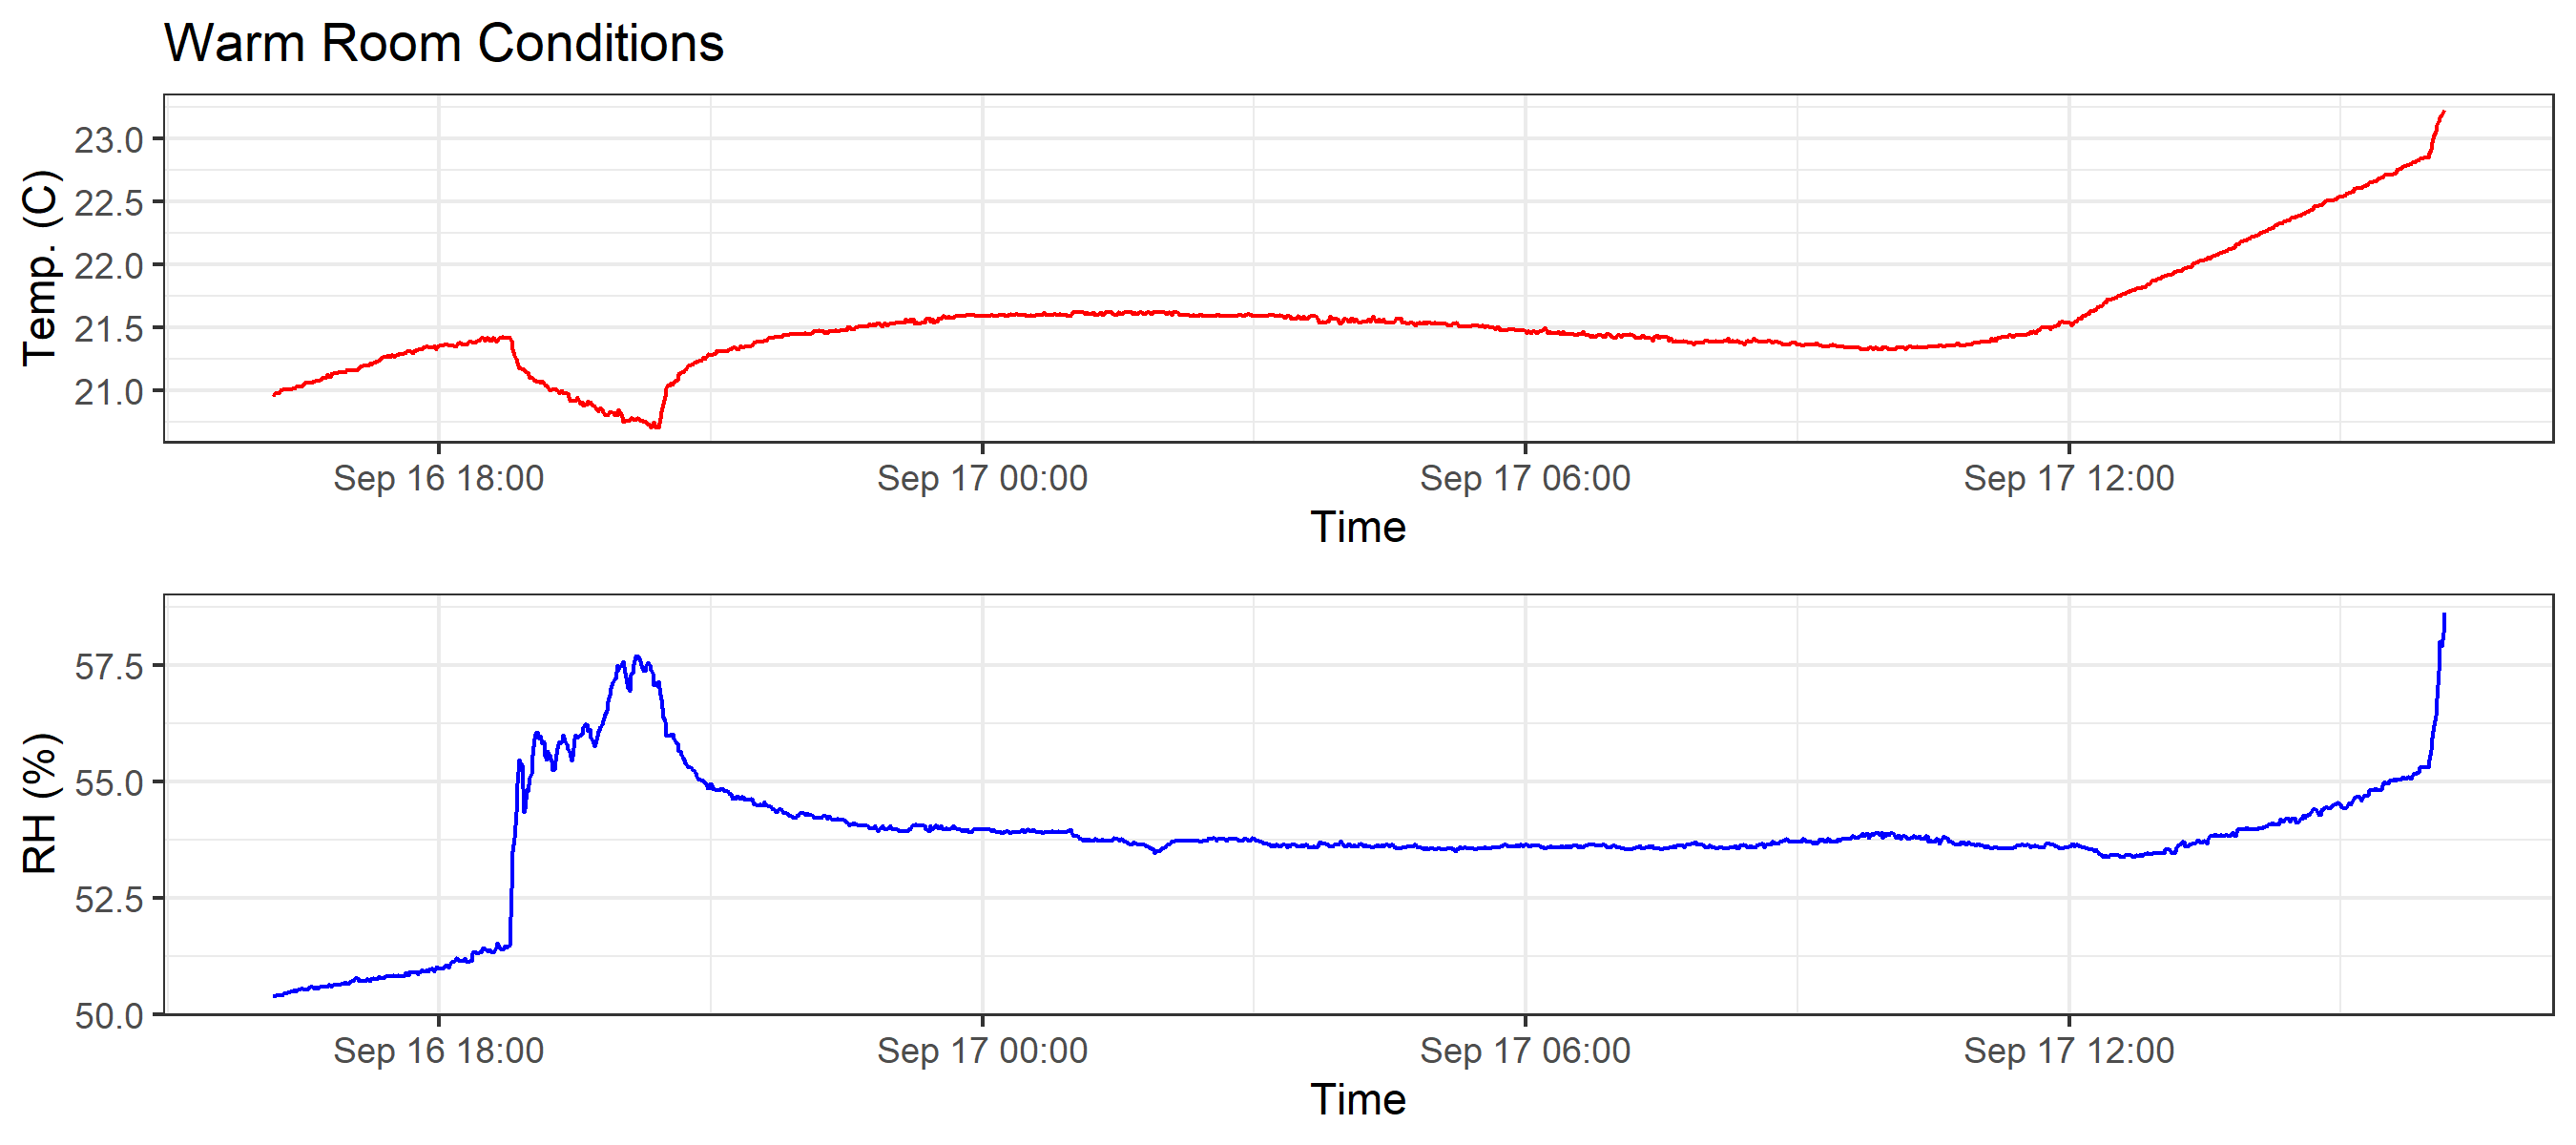 Warm Room Conditions
Temp. (C)
23.0
22.5
22.0
21.5
21.0
Sep 16 18:00 Sep 17 00:00 Sep 17 06:00 Sep 17 12:00
Time
RH (%)
57.5
55.0
52.5
50.0
Sep 16 18:00 Sep 17 00:00 Sep 17 06:00 Sep 17 12:00
Time